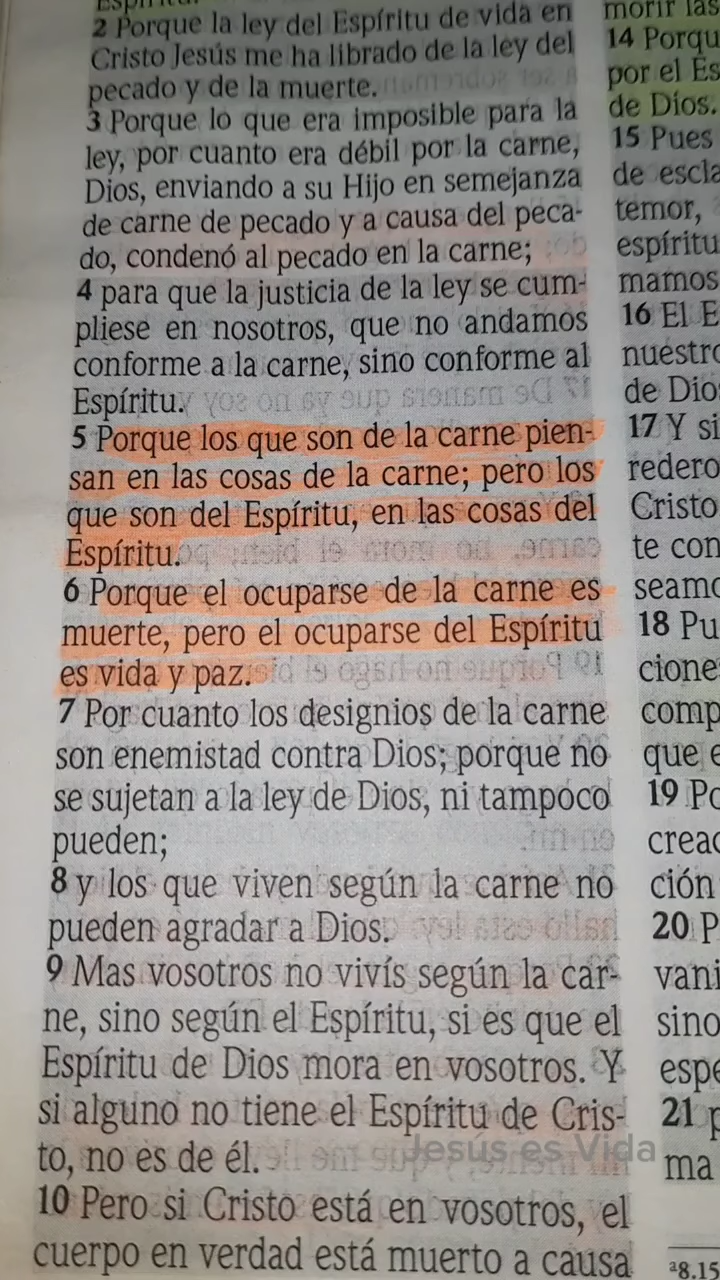 2 Porque la ley del Espíritu de vida en
Cristo Jesús me ha librado de la ley del
pecado y de la muerte.
3 Porque lo que era imposible para la
ley, por cuanto era débil por la carne,
Dios, enviando a su Hijo en semejanza
de carne de pecado y a causa del peca-
do, condenó al pecado en la carne;
4 para que la justicia de la ley se cum-
pliese en nosotros, que no andamos
conforme a la carne, sino conforme al
Espíritu.
5 Porque los que son de la carne pien-
san en las cosas de la carne; pero los
que son del Espíritu, en las cosas del
Espíritu.
6 Porque el ocuparse de la carne es
muerte, pero el ocuparse del Espíritu
es vida y paz.
7 Por cuanto los designios de la carne
son enemistad contra Dios; porque no
se sujetan a la ley de Dios, ni tampoco
pueden;
8 y los que viven según la carne no
pueden agradar a Dios.
9 Mas vosotros no vivís según la car-
ne, sino según el Espíritu, si es que el
Espíritu de Dios mora en vosotros. Y
si alguno no tiene el Espíritu de Cris-
to, no es de él.
10 Pero si Cristo está en vosotros, el
cuerpo en verdad está muerto a causa
morir las
14 Porqu
por el Es
de Dios.
15 Pues
de escla
temor,
espíritu
mamos
16 El E
nuestro
de Dio
17 Y si
redero
Cristo
te con
seamo
18 Pu
cione
comp
que e
19 Po
creac
ción
20 P
vani
sino
espe
21 p
ma
a8.15
Jesús es Vida